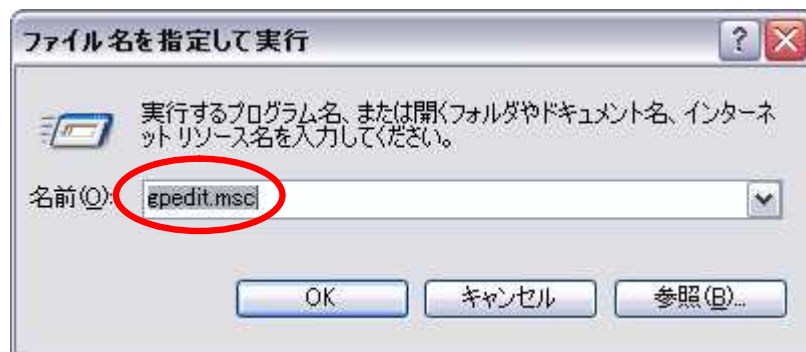 ファイル名を指定して実行
実行するプログラム名、または開くフォルダやドキュメント名、インターネ
ット リソース名を入力してください。
名前(O):
gpedit.msc
OK
キャンセル
参照(B)...